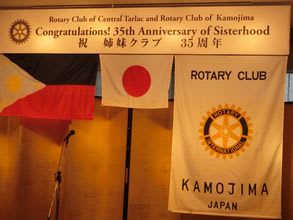 Rotary Club of Central Tarlac and Rotary Club of Kamojima
Congratulations! 35th Anniversary of Sisterhood
祝 姉妹クラブ 35周年
ROTARY CLUB
ROTARY
INTERNATIONAL
KAMOJIMA
JAPAN